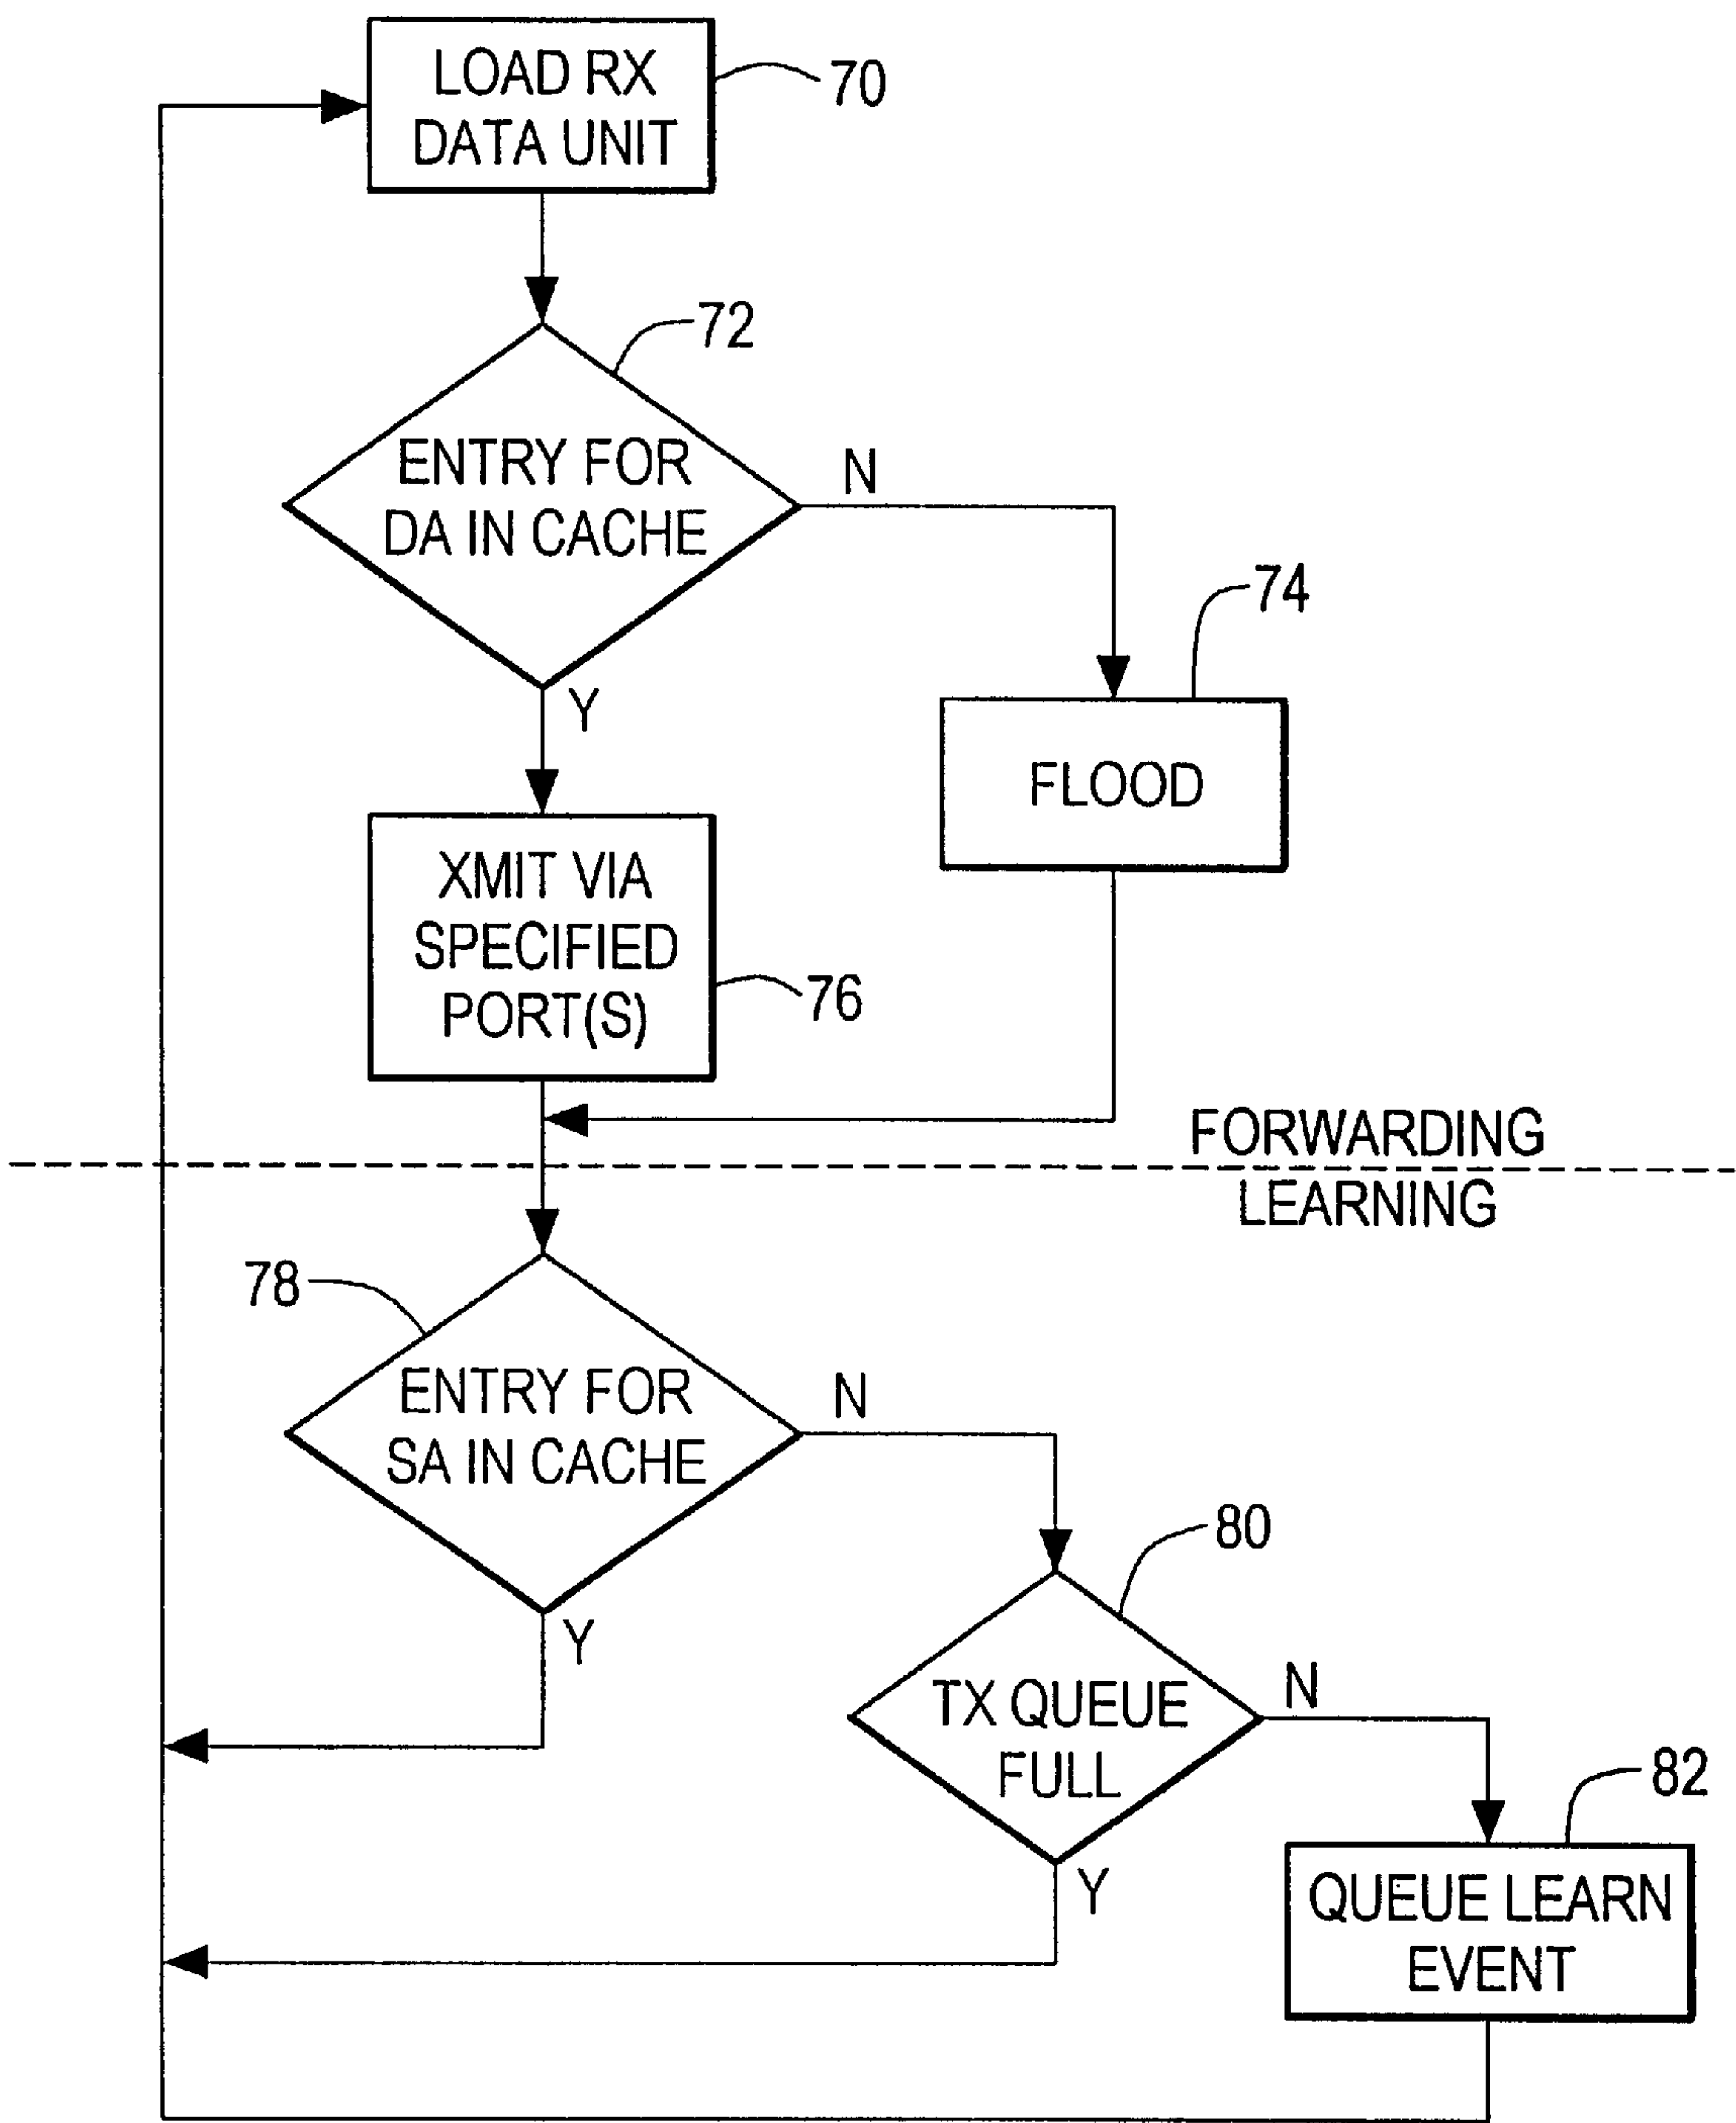 LOAD RX
DATA UNIT
70
72
ENTRY FOR
DA IN CACHE
N
Y
74
FLOOD
XMIT VIA
SPECIFIED
PORT(S)
76
FORWARDING
LEARNING
78
ENTRY FOR
SA IN CACHE
N
Y
80
TX QUEUE
FULL
N
Y
82
QUEUE LEARN
EVENT